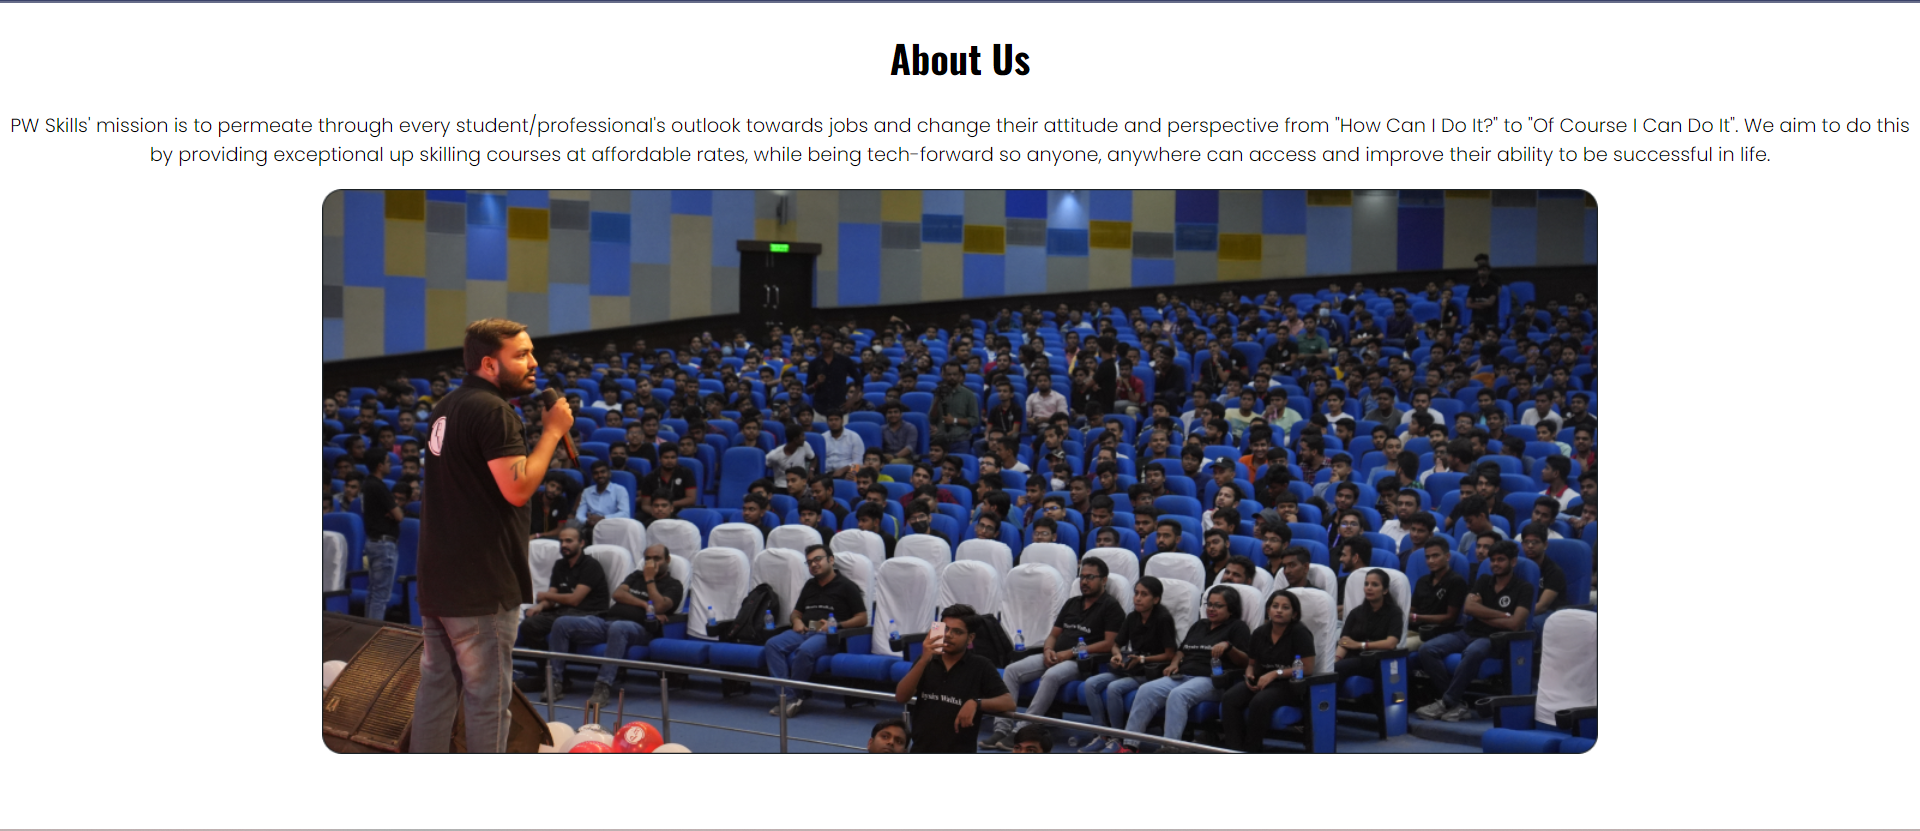 About Us
PW Skills' mission is to permeate through every student/professional's outlook towards jobs and change their attitude and perspective from "How Can I Do It?" to "Of Course I Can Do It". We aim to do this
by providing exceptional up skilling courses at affordable rates, while being tech-forward so anyone, anywhere can access and improve their ability to be successful in life.